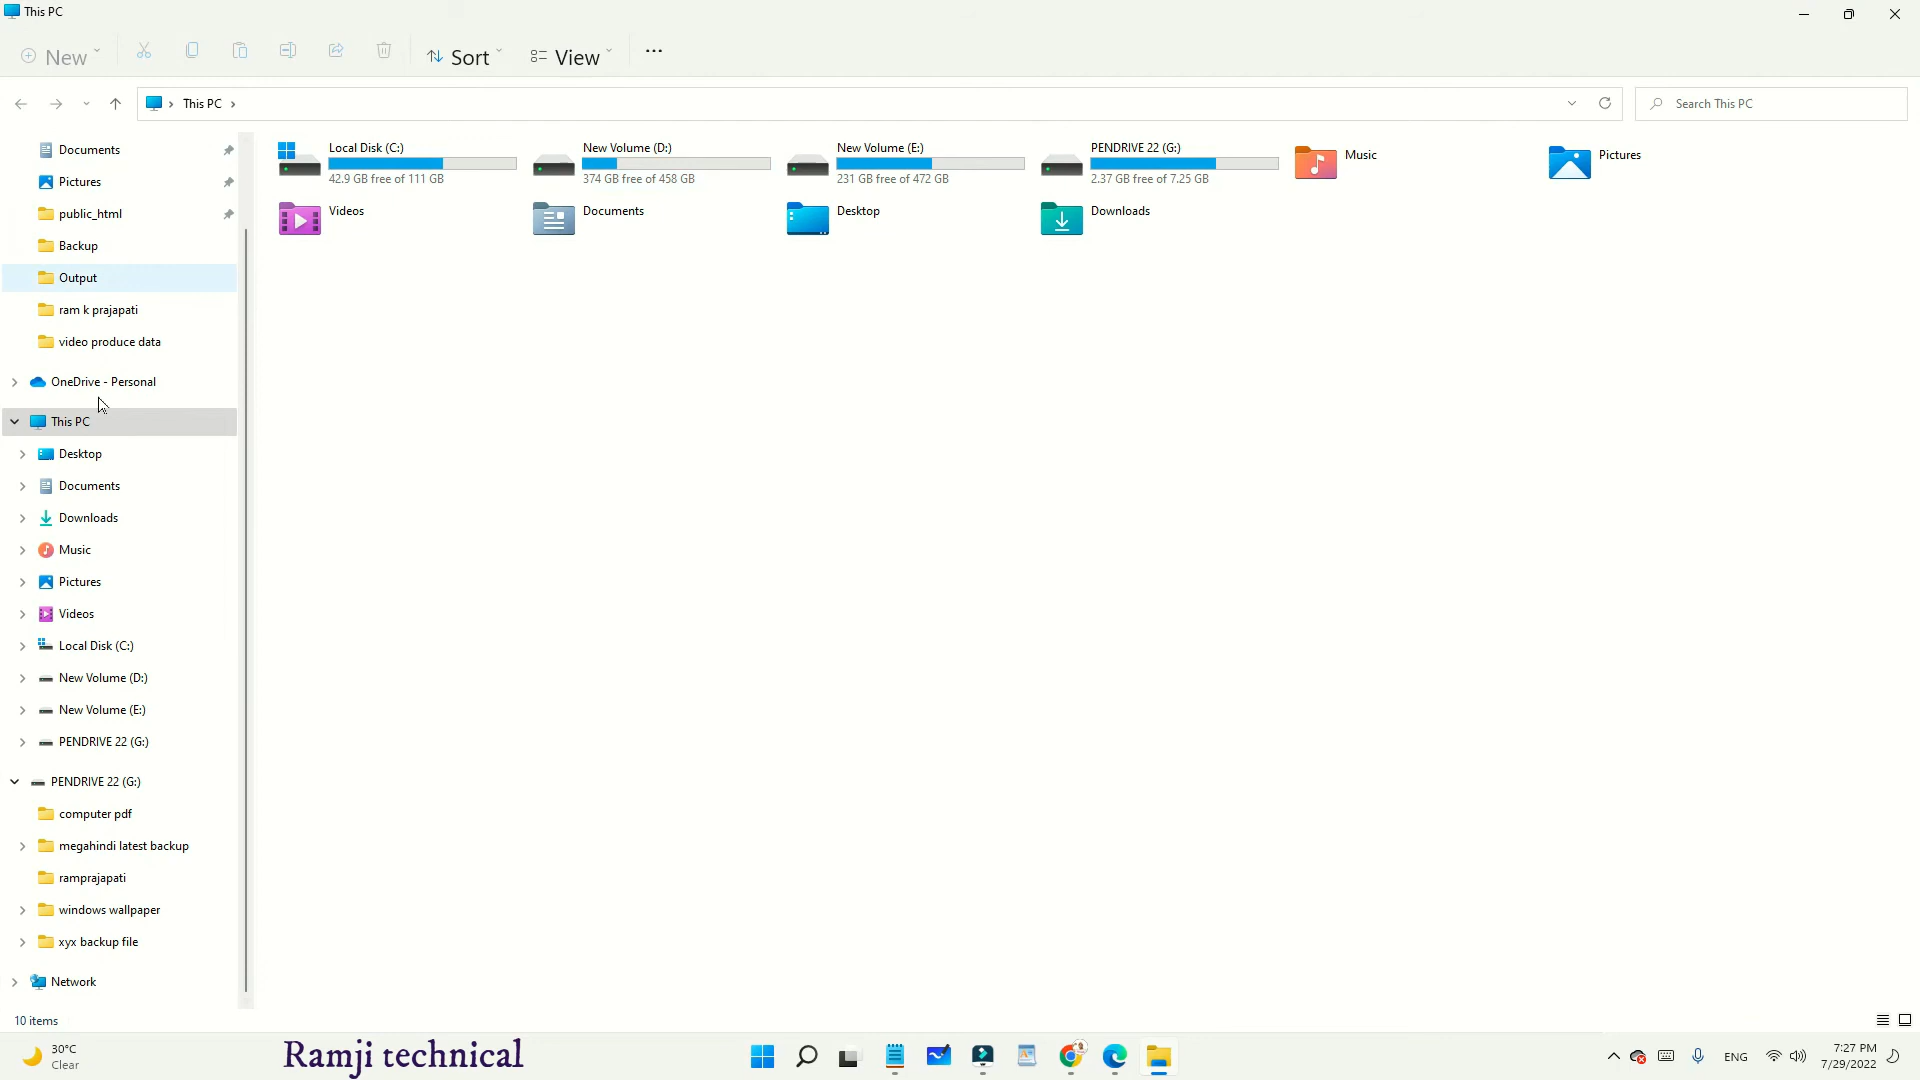 This PC
New
Sort
View
This PC
Search This PC
Documents
Pictures
public_html
Backup
Output
ram k prajapati
video produce data
OneDrive - Personal
This PC
Desktop
Documents
Downloads
Music
Pictures
Videos
Local Disk (C:)
New Volume (D:)
New Volume (E:)
PENDRIVE 22 (G:)
PENDRIVE 22 (G:)
computer pdf
megahindi latest backup
ramprajapati
windows wallpaper
xyx backup file
Network
Local Disk (C:)
42.9 GB free of 111 GB
New Volume (D:)
374 GB free of 458 GB
New Volume (E:)
231 GB free of 472 GB
PENDRIVE 22 (G:)
2.37 GB free of 7.25 GB
Music
Pictures
Videos
Documents
Desktop
Downloads
10 items
30°C
Clear
Ramji technical
ENG
7:27 PM
7/29/2022